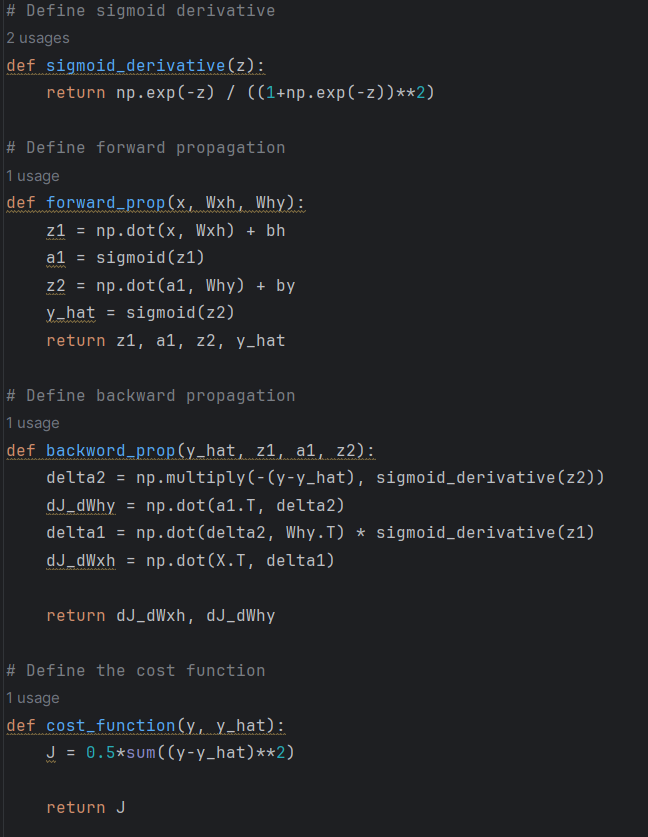 # Define sigmoid derivative
2 usages
def sigmoid_derivative(z):
    return np.exp(-z) / ((1+np.exp(-z))**2)
# Define forward propagation
1 usage
def forward_prop(x, Wxh, Why):
    z1 = np.dot(x, Wxh) + bh
    a1 = sigmoid(z1)
    z2 = np.dot(a1, Why) + by
    y_hat = sigmoid(z2)
    return z1, a1, z2, y_hat
# Define backward propagation
1 usage
def backword_prop(y_hat, z1, a1, z2):
    delta2 = np.multiply(-(y-y_hat), sigmoid_derivative(z2))
    dJ_dWhy = np.dot(a1.T, delta2)
    delta1 = np.dot(delta2, Why.T) * sigmoid_derivative(z1)
    dJ_dWxh = np.dot(X.T, delta1)
    return dJ_dWxh, dJ_dWhy
# Define the cost function
1 usage
def cost_function(y, y_hat):
    J = 0.5*sum((y-y_hat)**2)
    return J